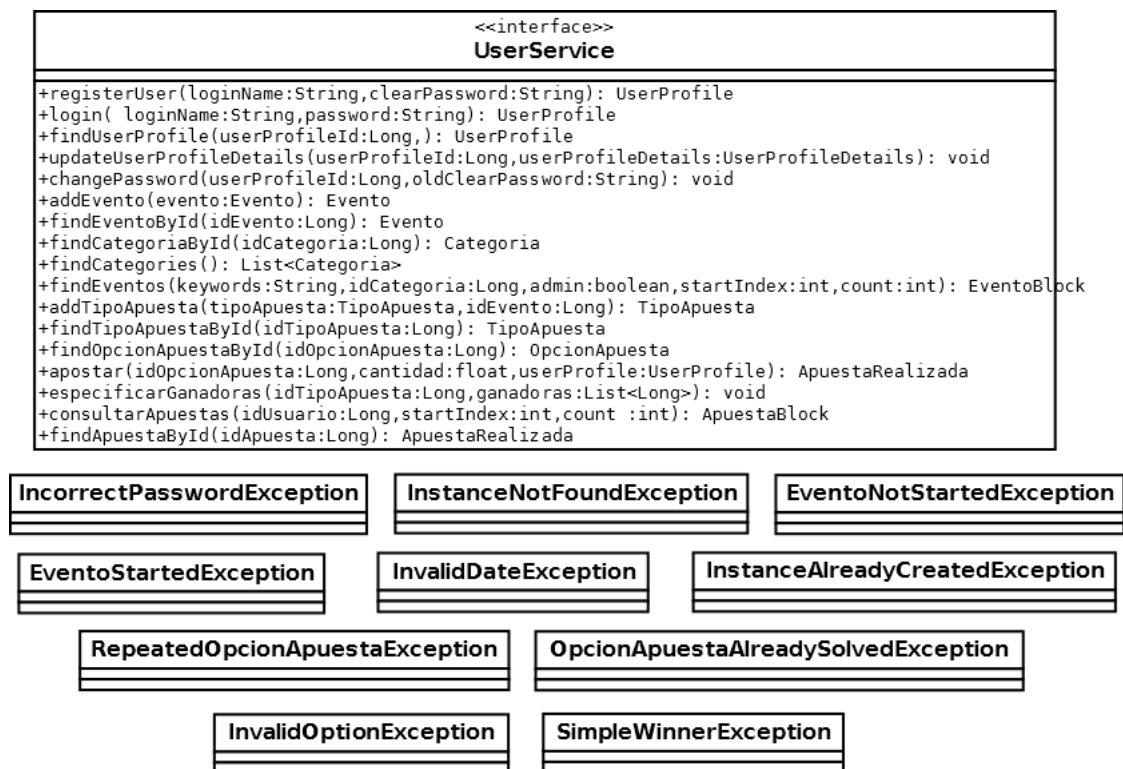 <<interface>>
UserService
+registerUser(loginName:String,clearPassword:String): UserProfile
+login( loginName:String,password:String): UserProfile
+findUserProfile(userProfileId:Long,): UserProfile
+updateUserProfileDetails(userProfileId:Long,userProfileDetails:UserProfileDetails): void
+changePassword(userProfileId:Long,oldClearPassword:String): void
+addEvento(evento:Evento): Evento
+findEventoById(idEvento:Long): Evento
+findCategoriaById(idCategoria:Long): Categoria
+findCategories(): List<Categoria>
+findEventos(keywords:String,idCategoria:Long,admin:boolean,startIndex:int,count:int): EventoBlock
+addTipoApuesta(tipoApuesta:TipoApuesta,idEvento:Long): TipoApuesta
+findTipoApuestaById(idTipoApuesta:Long): TipoApuesta
+findOpcionApuestaById(idOpcionApuesta:Long): OpcionApuesta
+apostar(idOpcionApuesta:Long,cantidad:float,userProfile:UserProfile): ApuestaRealizada
+especificarGanadoras(idTipoApuesta:Long,ganadoras:List<Long>): void
+consultarApuestas(idUsuario:Long,startIndex:int,count :int): ApuestaBlock
+findApuestaById(idApuesta:Long): ApuestaRealizada
IncorrectPasswordException
InstanceNotFoundException
EventoNotStartedException
EventoStartedException
InvalidDateException
InstanceAlreadyCreatedException
RepeatedOpcionApuestaException
OpcionApuestaAlreadySolvedException
InvalidOptionException
SimpleWinnerException